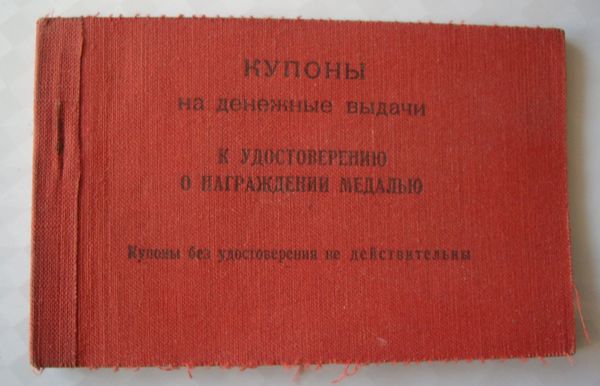 КУПОНЫ
на денежные выдачи
К УДОСТОВЕРЕНИЮ
О НАГРАЖДЕНИИ МЕДАЛЬЮ
Купоны без удостоверения не действительны